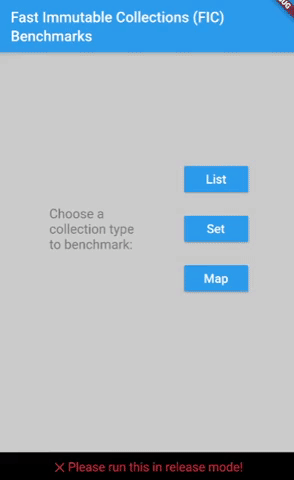 Fast Immutable Collections (FIC)
Benchmarks
List
Choose a
collection type
to benchmark:
Set
Map
Please run this in release mode!